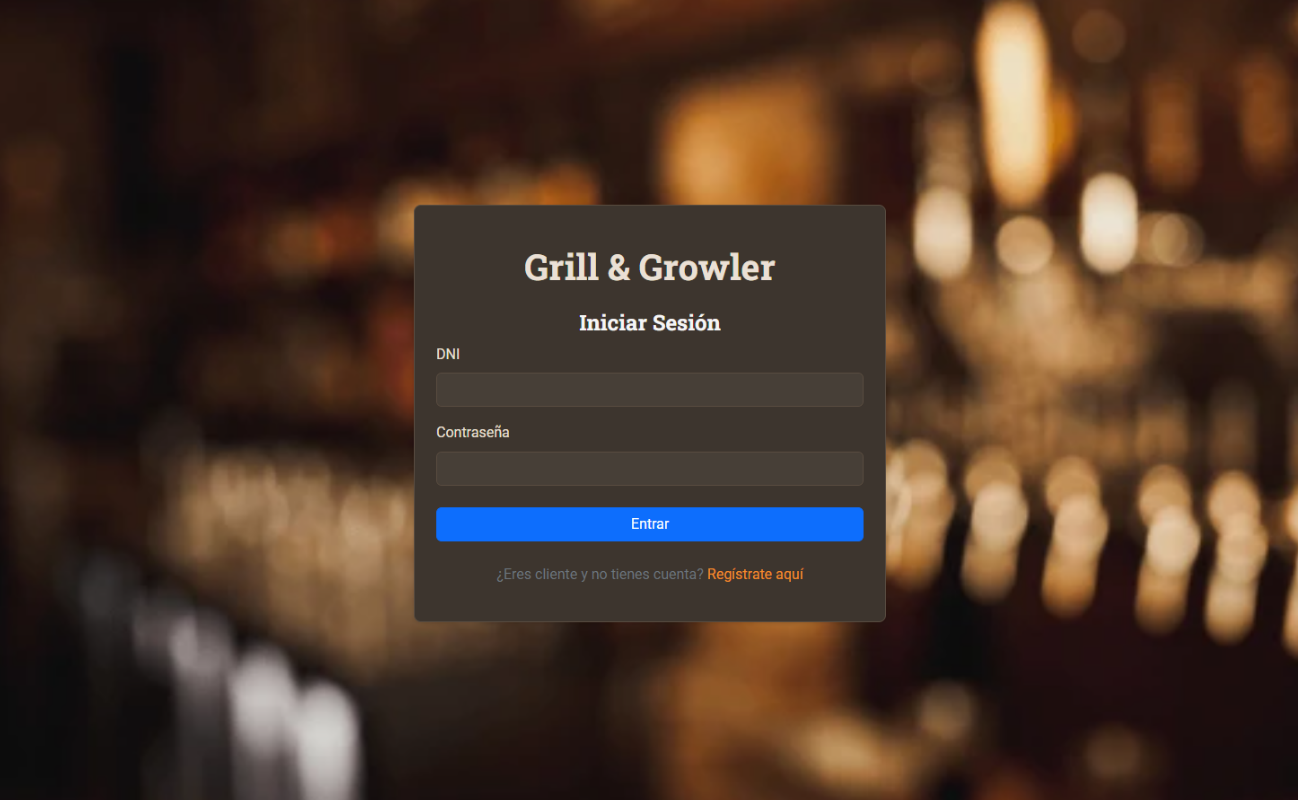 Grill & Growler
Iniciar Sesión
DNI
Contraseña
Entrar
¿Eres cliente y no tienes cuenta? Regístrate aquí